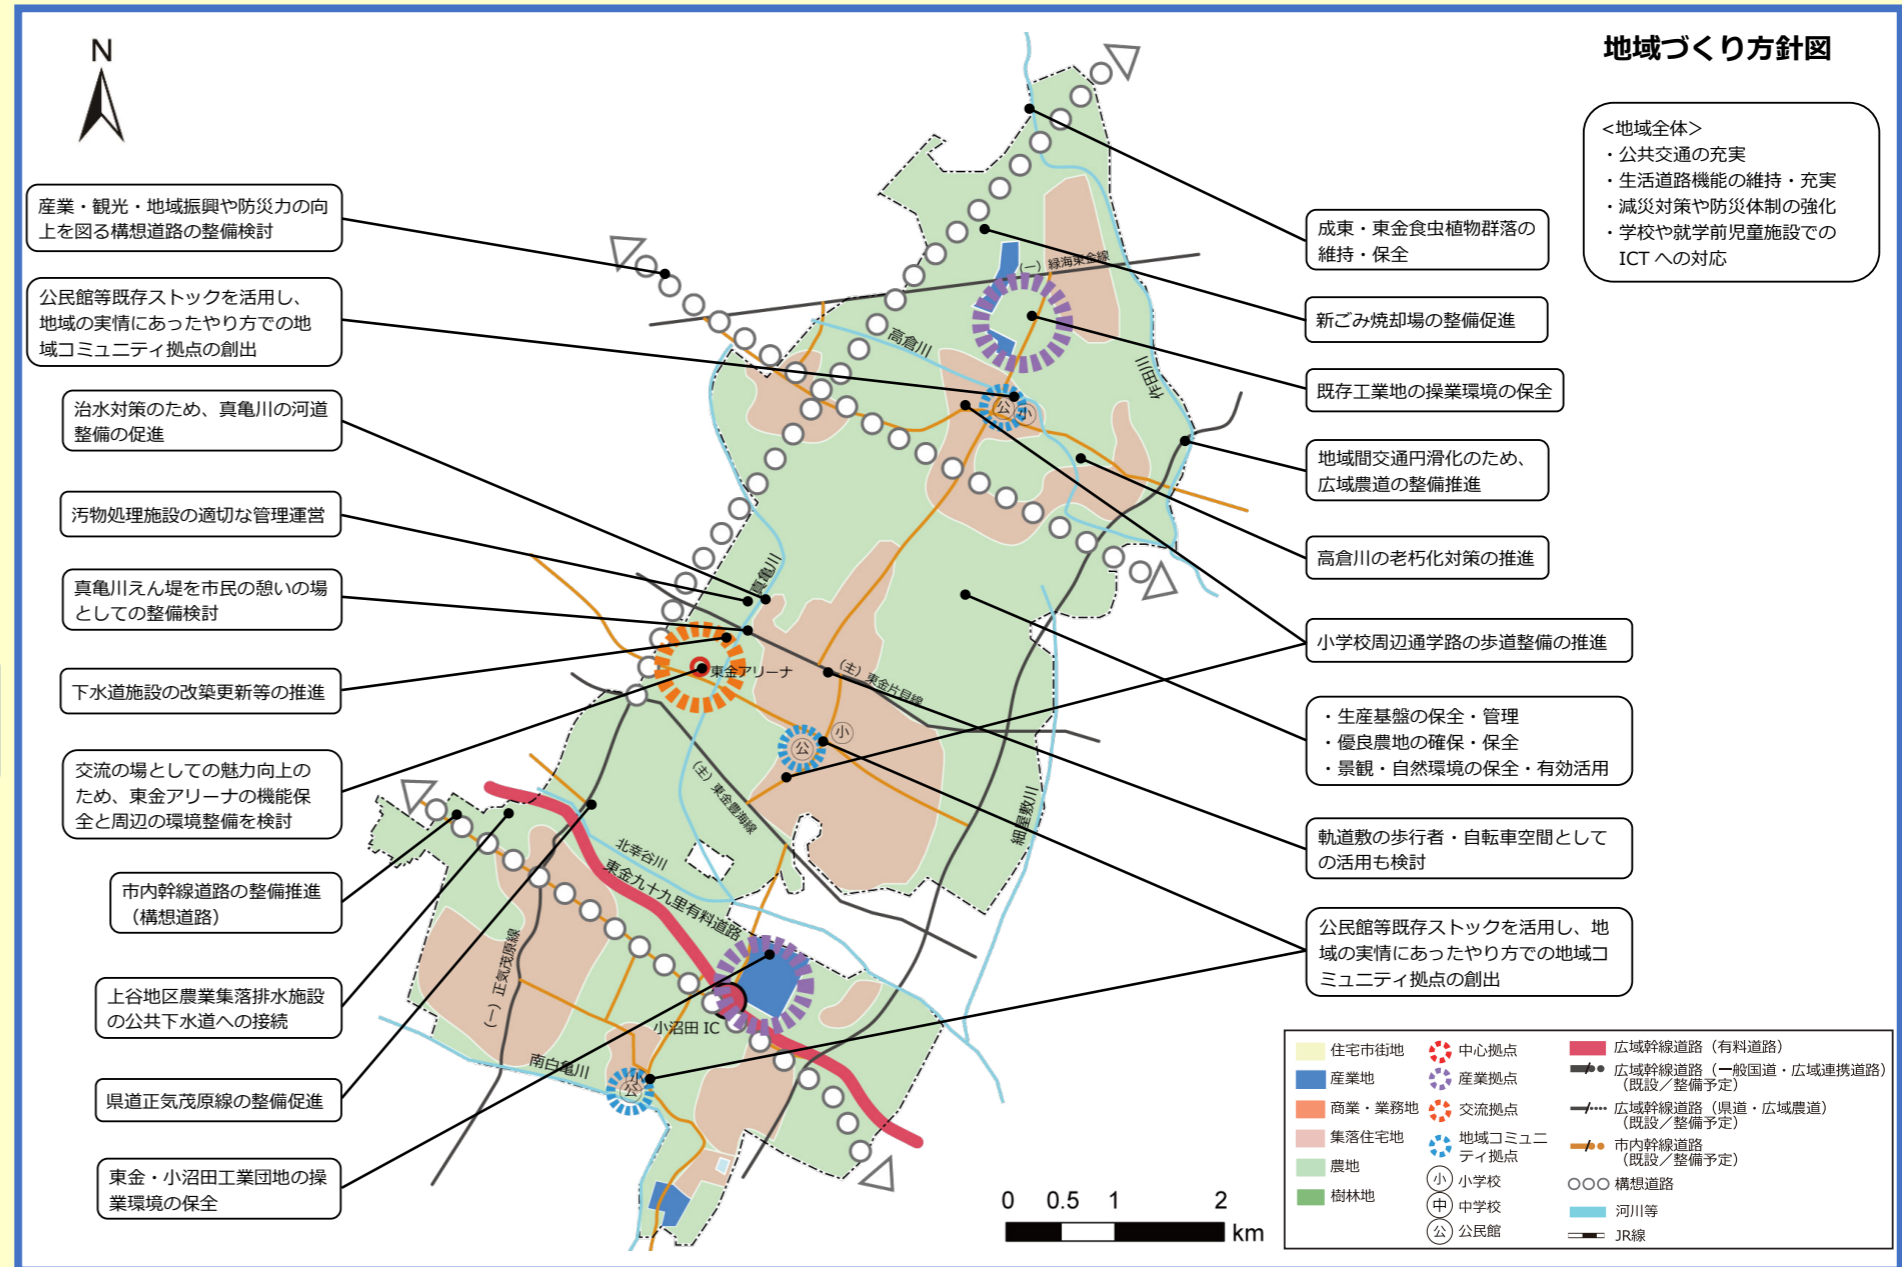 地域づくり方針図
N
<地域全体>
・公共交通の充実
・生活道路機能の維持・充実
・減災対策や防災体制の強化
・学校や就学前児童施設での
ICT への対応
産業・観光・地域振興や防災力の向
上を図る構想道路の整備検討
公民館等既存ストックを活用し、
地域の実情にあったやり方での地
域コミュニティ拠点の創出
治水対策のため、真亀川の河道
整備の促進
汚物処理施設の適切な管理運営
真亀川えん堤を市民の憩いの場
としての整備検討
下水道施設の改築更新等の推進
交流の場としての魅力向上の
ため、東金アリーナの機能保
全と周辺の環境整備を検討
市内幹線道路の整備推進
（構想道路）
上谷地区農業集落排水施設
の公共下水道への接続
県道正気茂原線の整備促進
東金・小沼田工業団地の操
業環境の保全
成東・東金食虫植物群落の
維持・保全
新ごみ焼却場の整備促進
既存工業地の操業環境の保全
地域間交通円滑化のため、
広域農道の整備推進
高倉川の老朽化対策の推進
小学校周辺通学路の歩道整備の推進
・生産基盤の保全・管理
・優良農地の確保・保全
・景観・自然環境の保全・有効活用
軌道敷の歩行者・自転車空間として
の活用も検討
公民館等既存ストックを活用し、地
域の実情にあったやり方での地域コ
ミュニティ拠点の創出
（一）緑海東金線
高倉川
作田川
公
小
真亀川
東金アリーナ
（主）東金片貝線
小
公
（主）東金豊海線
細屋敷川
北幸谷川
東金九十九里有料道路
（一）正気茂原線
小沼田 IC
南白亀川
小
公
0 0.5 1 2
km
住宅市街地
産業地
商業・業務地
集落住宅地
農地
樹林地
中心拠点
産業拠点
交流拠点
地域コミュニ
ティ拠点
小 小学校
中 中学校
公 公民館
広域幹線道路（有料道路）
広域幹線道路（一般国道・広域連携道路）
（既設／整備予定）
広域幹線道路（県道・広域農道）
（既設／整備予定）
市内幹線道路
（既設／整備予定）
構想道路
河川等
JR線